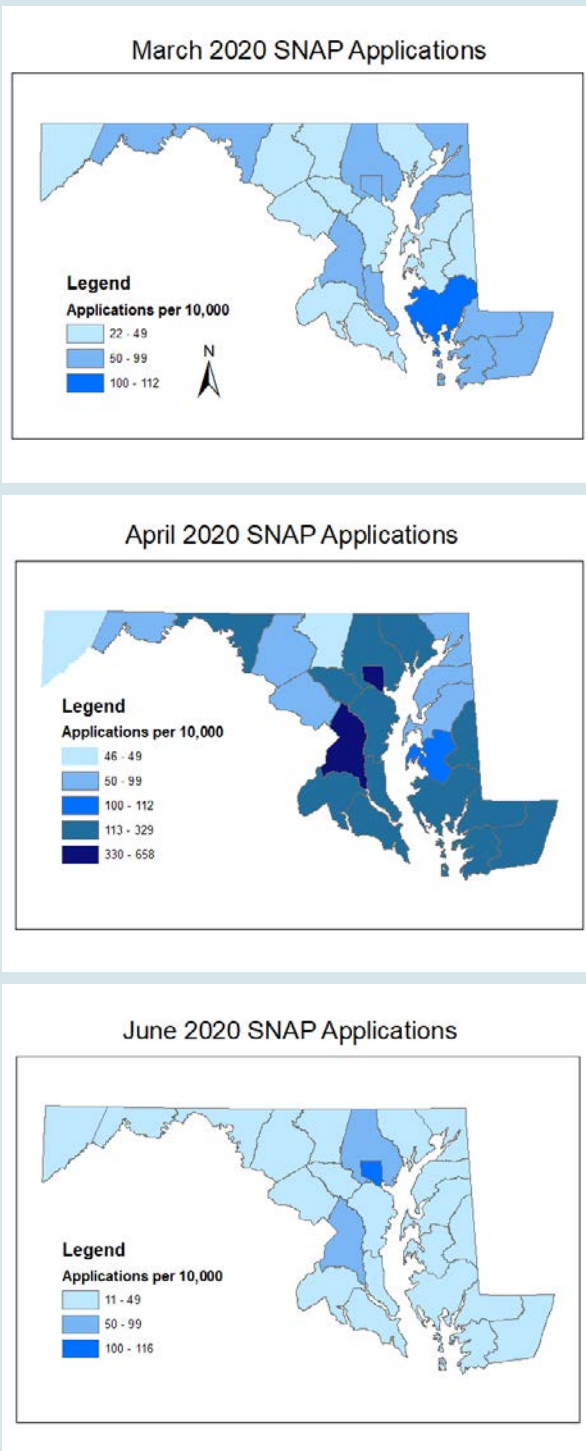 March 2020 SNAP Applications
Legend
Applications per 10,000
22 - 49
50 - 99
100 - 112
N
April 2020 SNAP Applications
Legend
Applications per 10,000
46 - 49
50 - 99
100 - 112
113 - 329
330 - 658
June 2020 SNAP Applications
Legend
Applications per 10,000
11 - 49
50 - 99
100 - 116